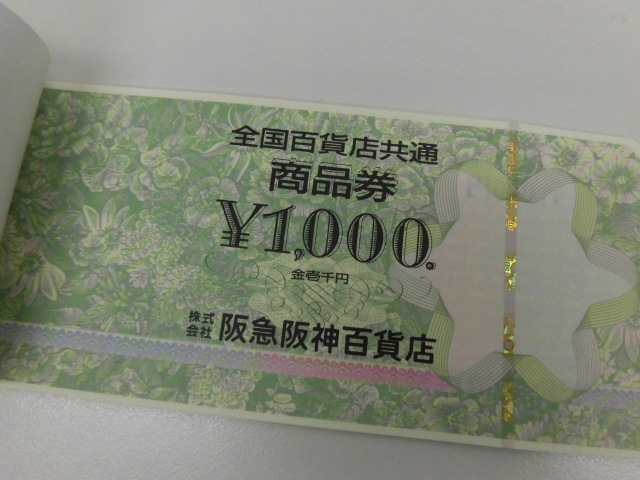 全国百貨店共通
商品券
¥1,000.
金壱千円
株式会社 阪急阪神百貨店